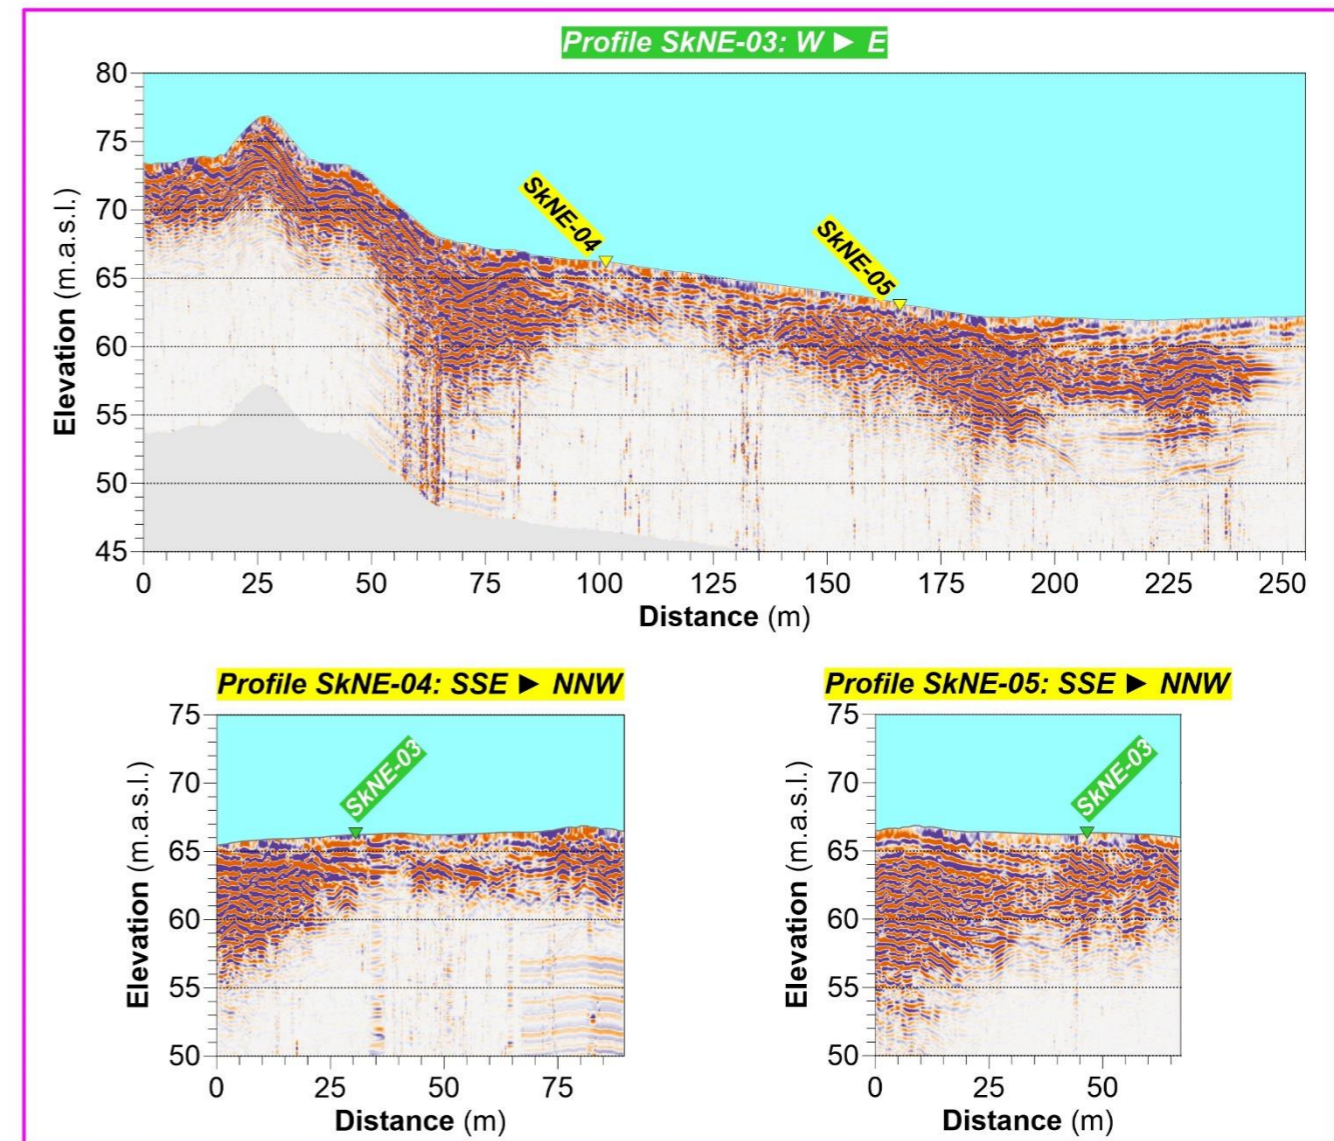 Profile SkNE-03: W ► E
80
75
70
65
60
55
50
45
Elevation (m.a.s.l.)
SkNE-04
SkNE-05
0 25 50 75 100 125 150 175 200 225 250
Distance (m)
Profile SkNE-04: SSE ► NNW
75
70
65
60
55
50
Elevation (m.a.s.l.)
SkNE-03
0 25 50 75
Distance (m)
Profile SkNE-05: SSE ► NNW
75
70
65
60
55
50
Elevation (m.a.s.l.)
SkNE-03
0 25 50
Distance (m)